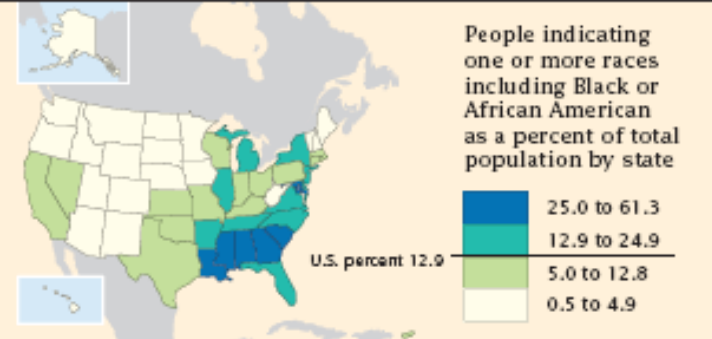 People indicating
one or more races
including Black or
African American
as a percent of total
population by state
25.0 to 61.3
12.9 to 24.9
U.S. percent 12.9
5.0 to 12.8
0.5 to 4.9